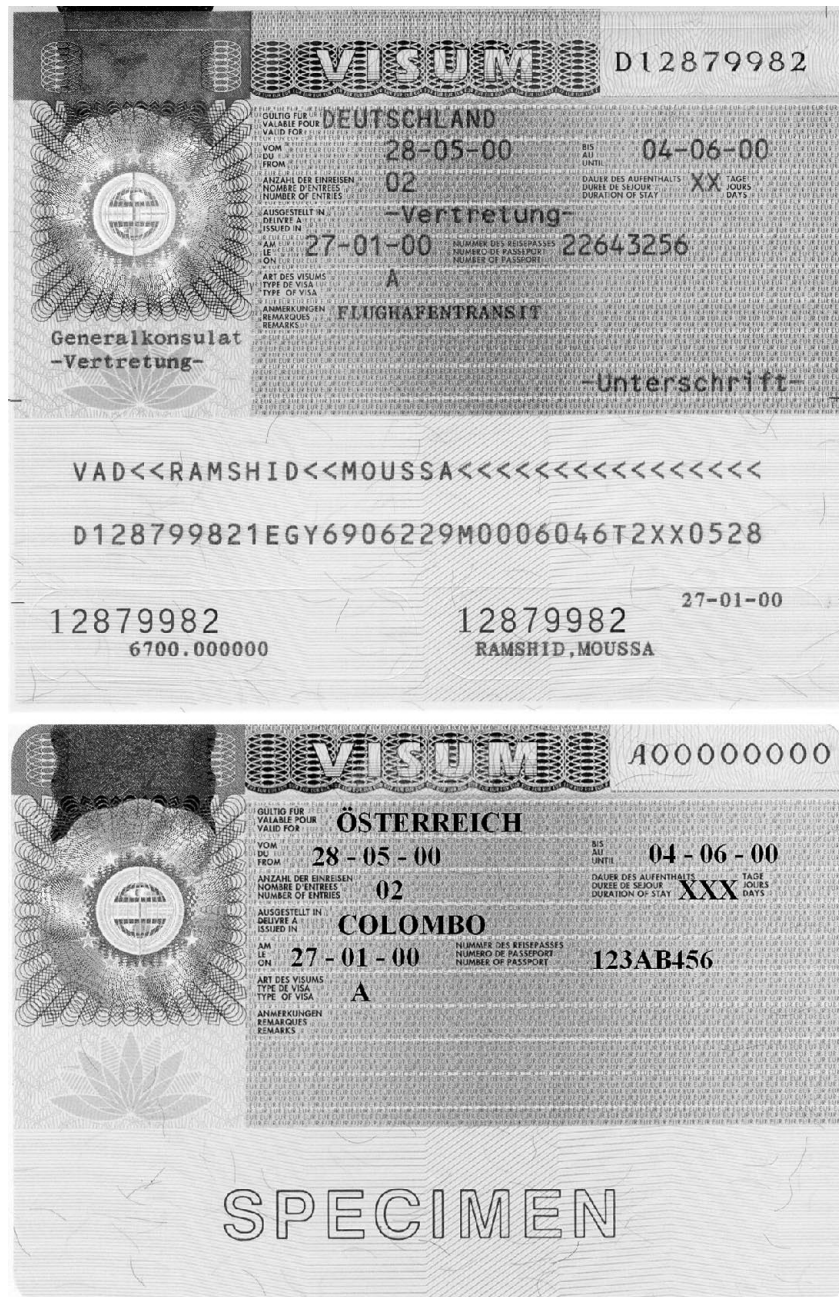 VISUM D12879982
GÜLTIG FÜR
VALABLE POUR
VALID FOR
DEUTSCHLAND
VOM
DU
FROM
28-05-00
BIS
AU
UNTIL
04-06-00
ANZAHL DER EINREISEN
NOMBRE D'ENTREES
NUMBER OF ENTRIES
02
DAUER DES AUFENTHALTS
DUREE DE SEJOUR
DURATION OF STAY
XX
TAGE
JOURS
DAYS
AUSGESTELLT IN
DELIVRE A
ISSUED IN
-Vertretung-
AM
LE
ON
27-01-00
NUMMER DES REISEPASSES
NUMERO DE PASSEPORT
NUMBER OF PASSPORT
22643256
ART DES VISUMS
TYPE DE VISA
TYPE OF VISA
A
ANMERKUNGEN
REMARQUES
REMARKS
FLUGHAFENTRANSIT
Generalkonsulat
-Vertretung-
-Unterschrift-
VAD<<RAMSHID<<MOUSSA<<<<<<<<<<<<<<<<
D128799821EGY6906229M0006046T2XX0528
27-01-00
12879982 12879982
6700.000000 RAMSHID,MOUSSA
VISUM A00000000
GÜLTIG FÜR
VALABLE POUR
VALID FOR
ÖSTERREICH
VOM
DU
FROM
28 - 05 - 00
BIS
AU
UNTIL
04 - 06 - 00
ANZAHL DER EINREISEN
NOMBRE D'ENTREES
NUMBER OF ENTRIES
02
DAUER DES AUFENTHALTS
DUREE DE SEJOUR
DURATION OF STAY
XXX
TAGE
JOURS
DAYS
AUSGESTELLT IN
DELIVRE A
ISSUED IN
COLOMBO
AM
LE
ON
27 - 01 - 00
NUMMER DES REISEPASSES
NUMERO DE PASSEPORT
NUMBER OF PASSPORT
123AB456
ART DES VISUMS
TYPE DE VISA
TYPE OF VISA
A
ANMERKUNGEN
REMARQUES
REMARKS
SPECIMEN